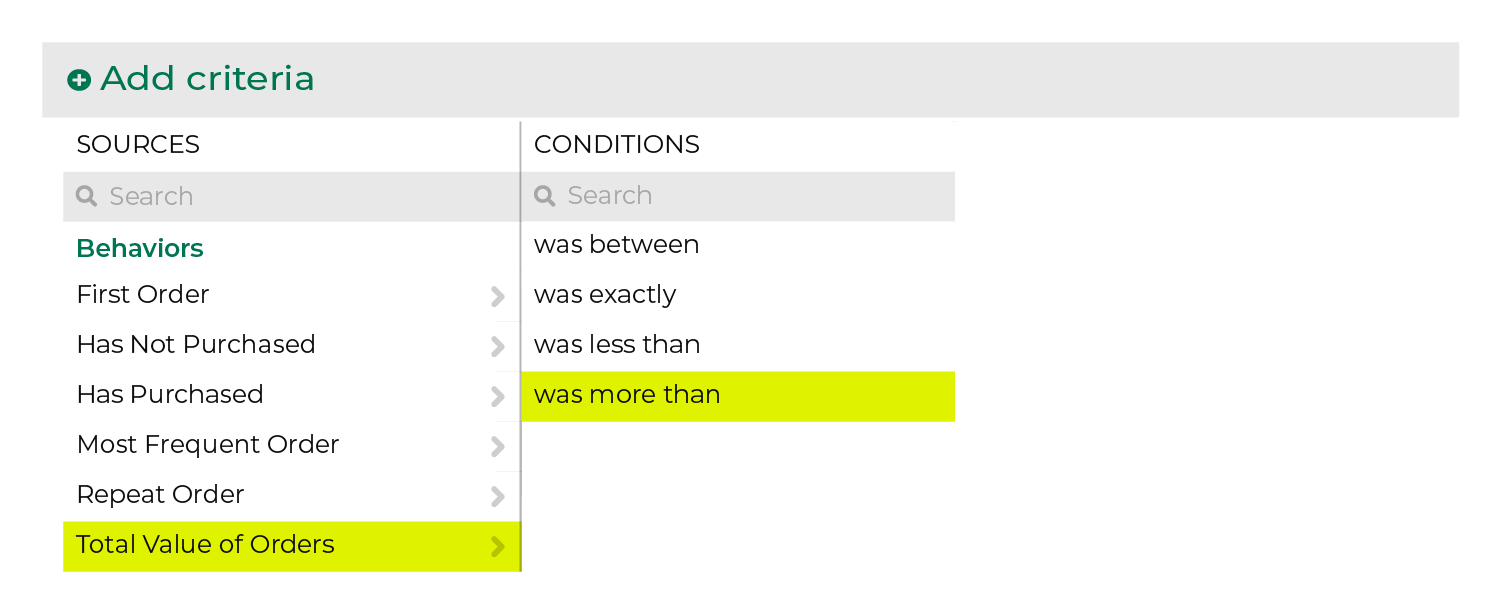 Add criteria
SOURCES
Search
Behaviors
First Order
Has Not Purchased
Has Purchased
Most Frequent Order
Repeat Order
Total Value of Orders
CONDITIONS
Search
was between
was exactly
was less than
was more than